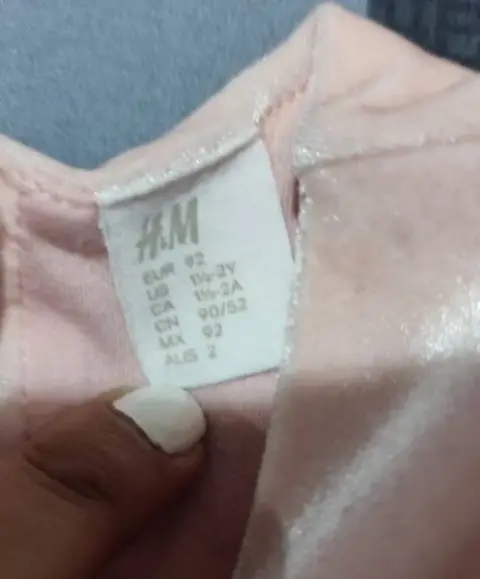 H&M
EUR 92
US 1½-2Y
CA 1½-2A
CN 90/52
MX 92
AUS 2